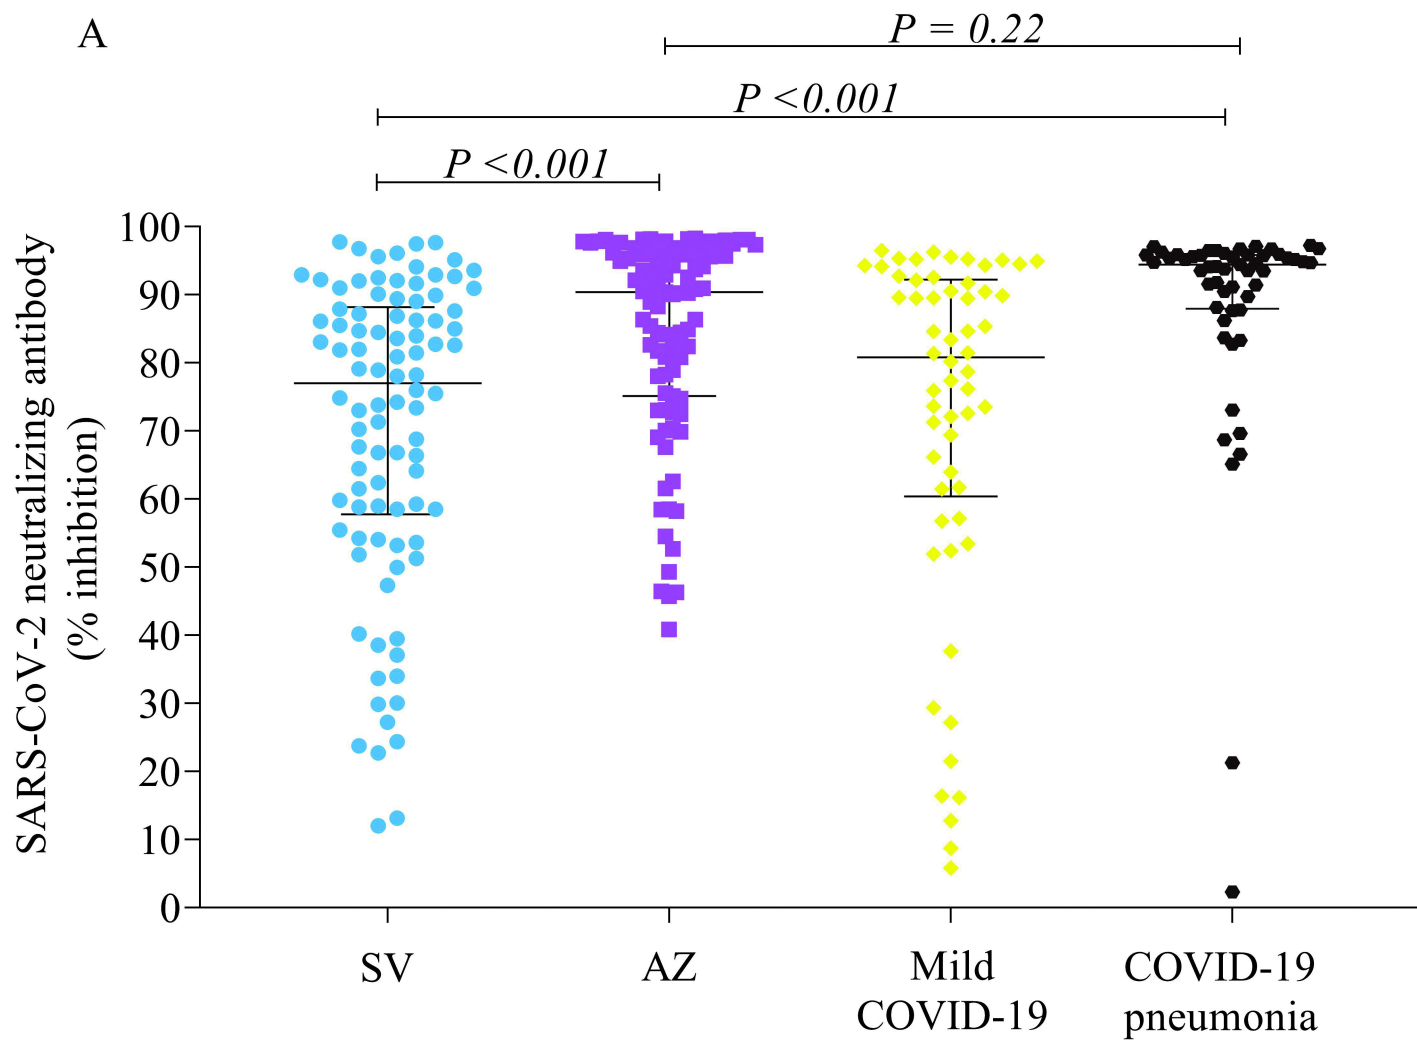 A
P = 0.22
P <0.001
P <0.001
SARS-CoV-2 neutralizing antibody
(% inhibition)
100
90
80
70
60
50
40
30
20
10
0
SV
AZ
Mild
COVID-19
COVID-19
pneumonia